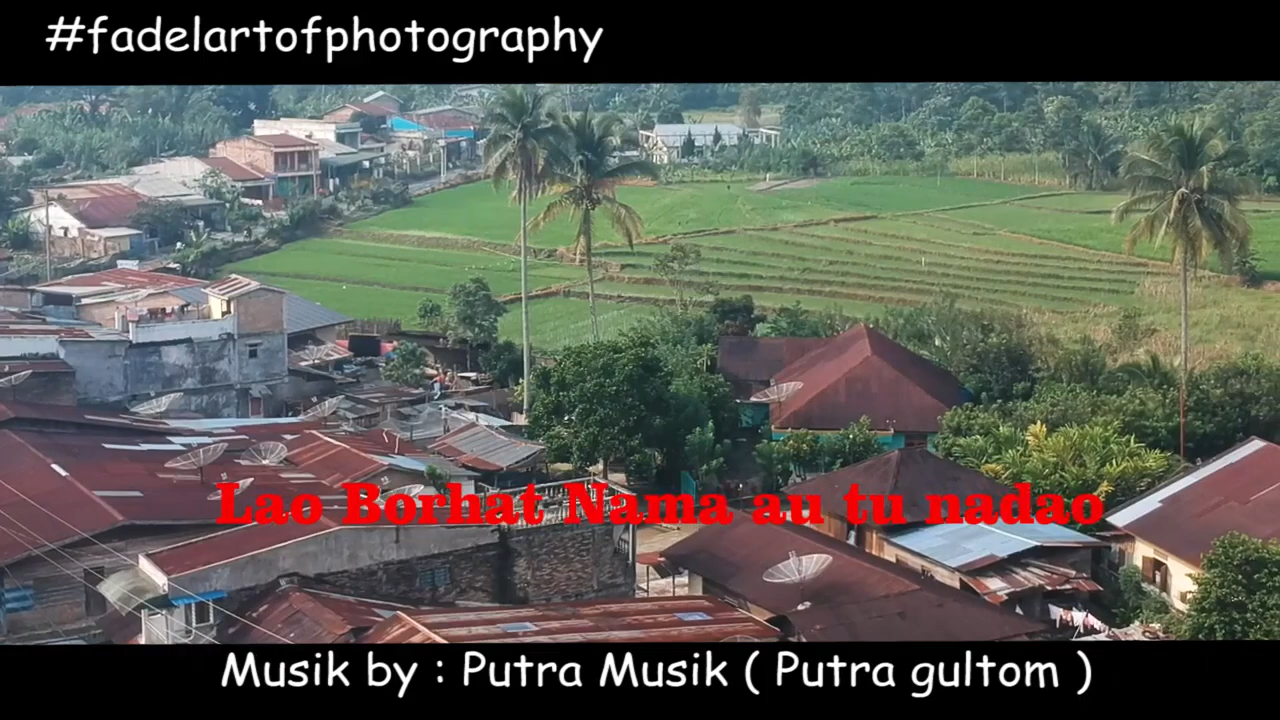 #fadelartofphotography
Lao Borhat Nama au tu nadao
Musik by : Putra Musik ( Putra gultom )